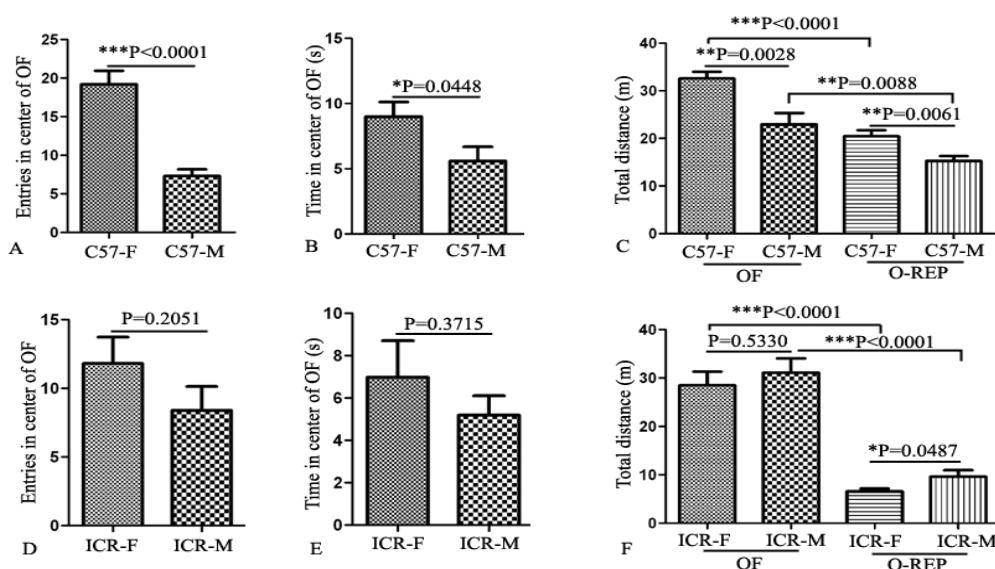 A
Entries in center of OF
25
20
15
10
5
0
***P<0.0001
C57-F C57-M
B
Time in center of OF (s)
15
10
5
0
*P=0.0448
C57-F C57-M
C
Total distance (m)
40
30
20
10
0
***P<0.0001
**P=0.0028
**P=0.0088
**P=0.0061
C57-F C57-M C57-F C57-M
OF O-REP
D
Entries in center of OF
15
10
5
0
P=0.2051
ICR-F ICR-M
E
Time in center of OF (s)
10
8
6
4
2
0
P=0.3715
ICR-F ICR-M
F
Total distance (m)
40
30
20
10
0
***P<0.0001
P=0.5330
***P<0.0001
*P=0.0487
ICR-F ICR-M ICR-F ICR-M
OF O-REP